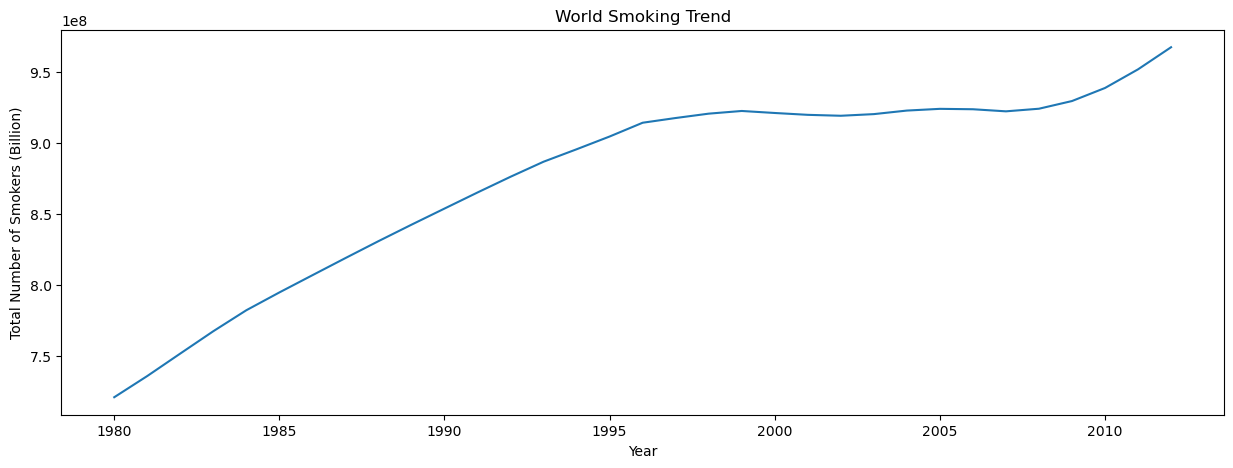 World Smoking Trend
1e8
9.5
9.0
8.5
8.0
7.5
Total Number of Smokers (Billion)
1980 1985 1990 1995 2000 2005 2010
Year